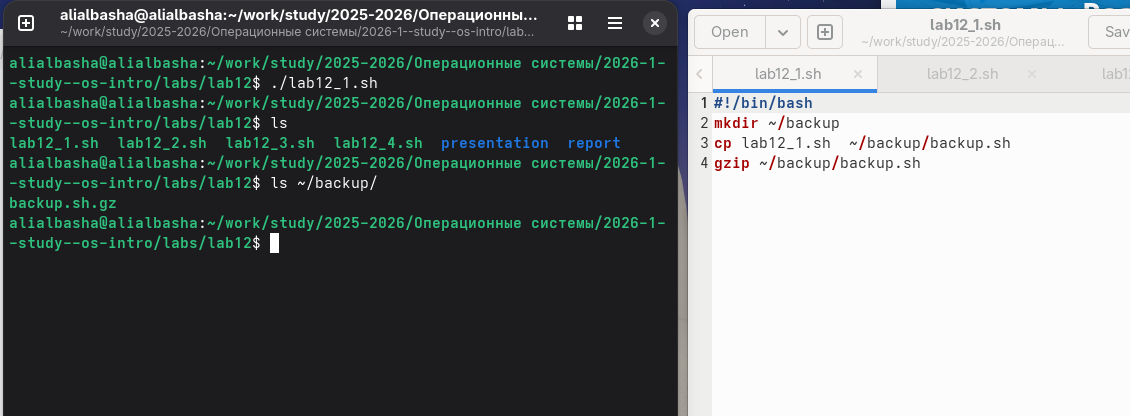 alialbasha@alialbasha:~/work/study/2025-2026/Операционны...
~/work/study/2025-2026/Операционные системы/2026-1--study--os-intro/lab...
alialbasha@alialbasha:~/work/study/2025-2026/Операционные системы/2026-1-
-study--os-intro/labs/lab12$ ./lab12_1.sh
alialbasha@alialbasha:~/work/study/2025-2026/Операционные системы/2026-1-
-study--os-intro/labs/lab12$ ls
lab12_1.sh  lab12_2.sh  lab12_3.sh  lab12_4.sh  presentation  report
alialbasha@alialbasha:~/work/study/2025-2026/Операционные системы/2026-1-
-study--os-intro/labs/lab12$ ls ~/backup/
backup.sh.gz
alialbasha@alialbasha:~/work/study/2025-2026/Операционные системы/2026-1-
-study--os-intro/labs/lab12$
Open
lab12_1.sh
~/work/study/2025-2026/Операц...
Sav
lab12_1.sh
lab12_2.sh
lab12
1 #!/bin/bash
2 mkdir ~/backup
3 cp lab12_1.sh  ~/backup/backup.sh
4 gzip ~/backup/backup.sh